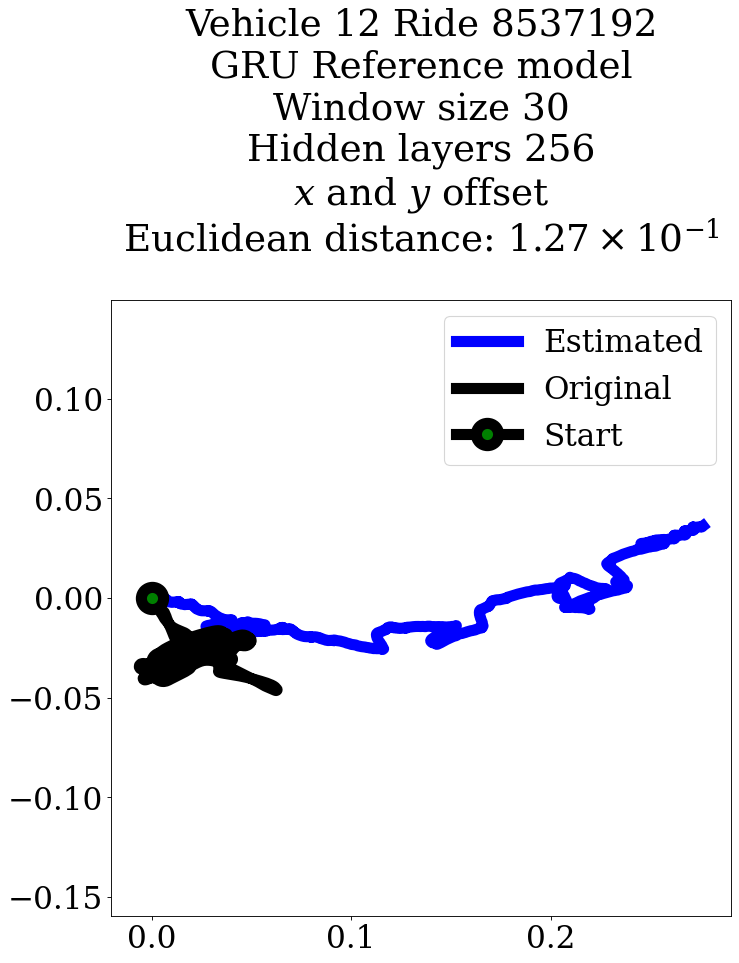 Vehicle 12 Ride 8537192
GRU Reference model
Window size 30
Hidden layers 256
x and y offset
Euclidean distance: 1.27 × 10⁻¹
Estimated
Original
Start
0.10
0.05
0.00
−0.05
−0.10
−0.15
0.0 0.1 0.2